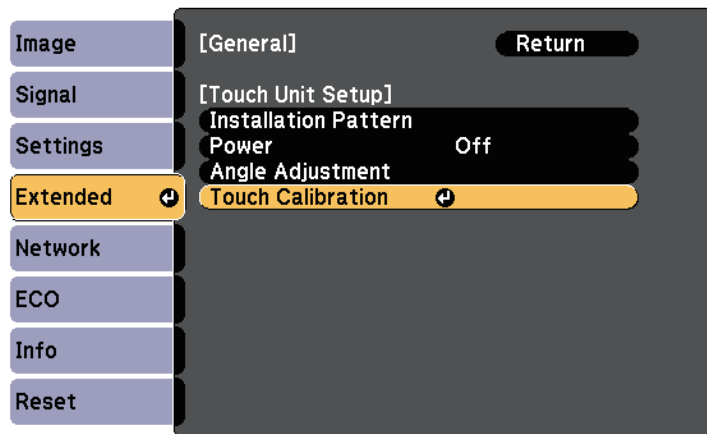 Image
Signal
Settings
Extended
Network
ECO
Info
Reset
[General] Return
[Touch Unit Setup]
Installation Pattern
Power Off
Angle Adjustment
Touch Calibration